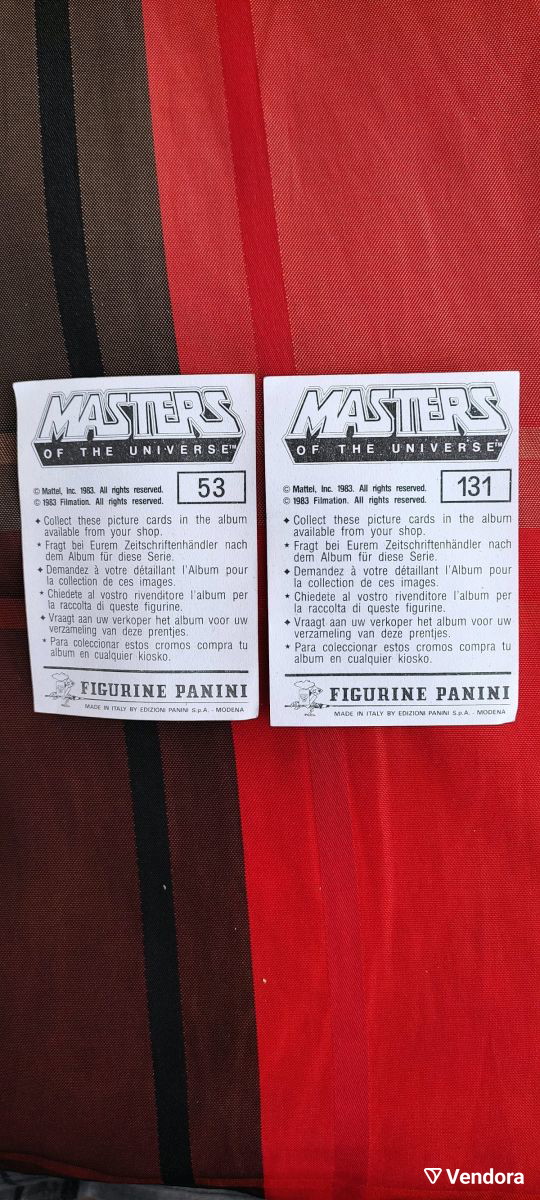 MASTERS
OF THE UNIVERSE™
© Mattel, Inc. 1983. All rights reserved.
© 1983 Filmation. All rights reserved.
53
✦ Collect these picture cards in the album
available from your shop.
★ Fragt bei Eurem Zeitschriftenhändler nach
dem Album für diese Serie.
✦ Demandez à votre détaillant l'Album pour
la collection de ces images.
★ Chiedete al vostro rivenditore l'album per
la raccolta di queste figurine.
✦ Vraagt aan uw verkoper het album voor uw
verzameling van deze prentjes.
★ Para coleccionar estos cromos compra tu
album en cualquier kiosko.
FIGURINE PANINI
MADE IN ITALY BY EDIZIONI PANINI S.p.A. - MODENA
MASTERS
OF THE UNIVERSE™
© Mattel, Inc. 1983. All rights reserved.
© 1983 Filmation. All rights reserved.
131
✦ Collect these picture cards in the album
available from your shop.
★ Fragt bei Eurem Zeitschriftenhändler nach
dem Album für diese Serie.
✦ Demandez à votre détaillant l'Album pour
la collection de ces images.
★ Chiedete al vostro rivenditore l'album per
la raccolta di queste figurine.
✦ Vraagt aan uw verkoper het album voor uw
verzameling van deze prentjes.
★ Para coleccionar estos cromos compra tu
album en cualquier kiosko.
FIGURINE PANINI
MADE IN ITALY BY EDIZIONI PANINI S.p.A. - MODENA
Vendora